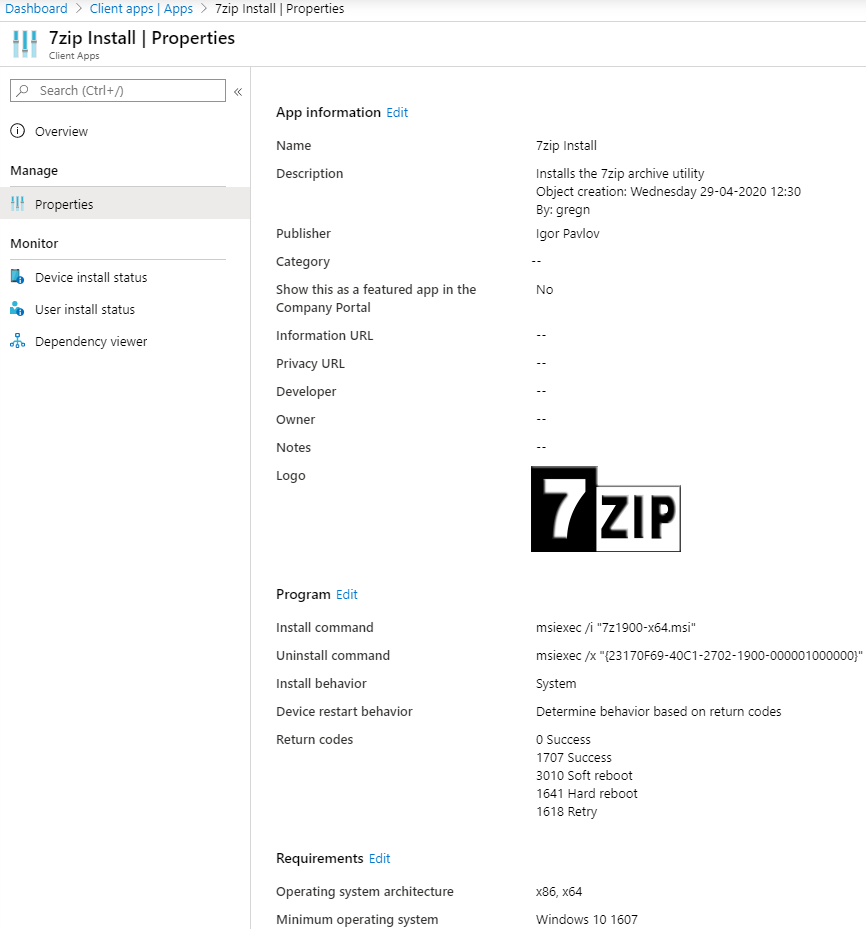 Dashboard > Client apps | Apps > 7zip Install | Properties
7zip Install | Properties
Client Apps
Search (Ctrl+/)
«
Overview
Manage
Properties
Monitor
Device install status
User install status
Dependency viewer
App information Edit
Name 7zip Install
Description Installs the 7zip archive utility
Object creation: Wednesday 29-04-2020 12:30
By: gregn
Publisher Igor Pavlov
Category --
Show this as a featured app in the No
Company Portal
Information URL --
Privacy URL --
Developer --
Owner --
Notes --
Logo 7ZIP
Program Edit
Install command msiexec /i "7z1900-x64.msi"
Uninstall command msiexec /x "{23170F69-40C1-2702-1900-000001000000}"
Install behavior System
Device restart behavior Determine behavior based on return codes
Return codes 0 Success
1707 Success
3010 Soft reboot
1641 Hard reboot
1618 Retry
Requirements Edit
Operating system architecture x86, x64
Minimum operating system Windows 10 1607